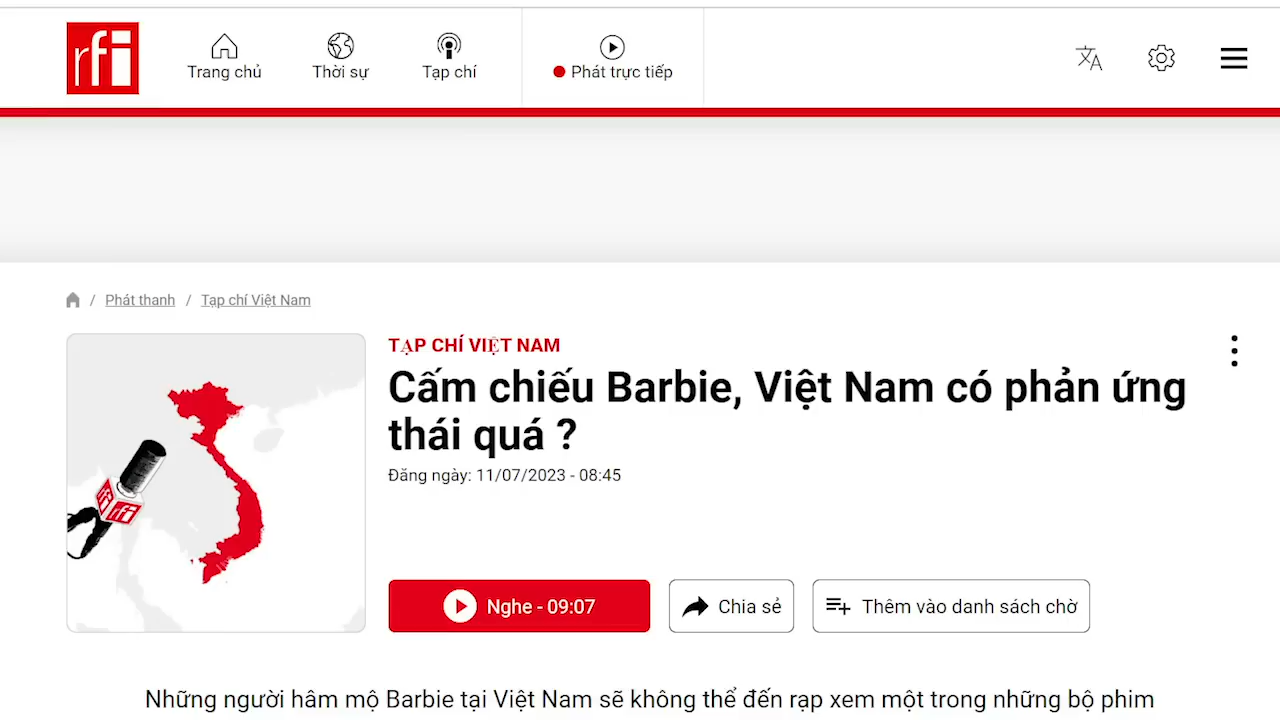 rfi
Trang chủ
Thời sự
Tạp chí
Phát trực tiếp
/ Phát thanh / Tạp chí Việt Nam
rfi
TẠP CHÍ VIỆT NAM
Cấm chiếu Barbie, Việt Nam có phản ứng
thái quá ?
Đăng ngày: 11/07/2023 - 08:45
Nghe - 09:07
Chia sẻ
Thêm vào danh sách chờ
Những người hâm mộ Barbie tại Việt Nam sẽ không thể đến rạp xem một trong những bộ phim